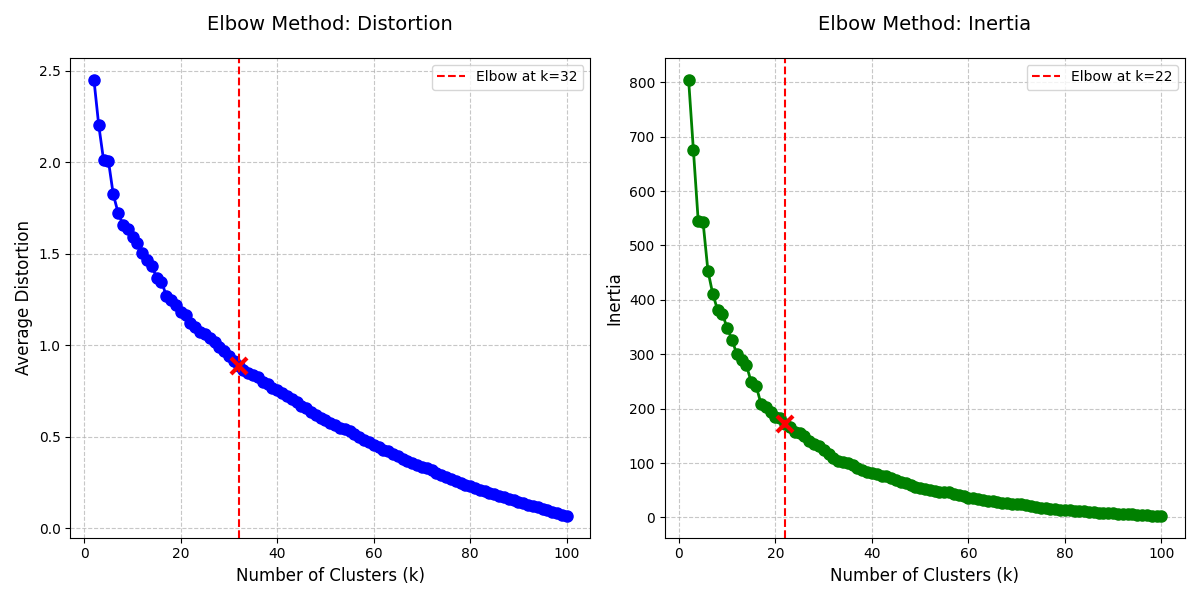 Elbow Method: Distortion
Elbow at k=32
2.5
2.0
1.5
1.0
0.5
0.0
Average Distortion
0 20 40 60 80 100
Number of Clusters (k)
Elbow Method: Inertia
Elbow at k=22
800
700
600
500
400
300
200
100
0
Inertia
0 20 40 60 80 100
Number of Clusters (k)